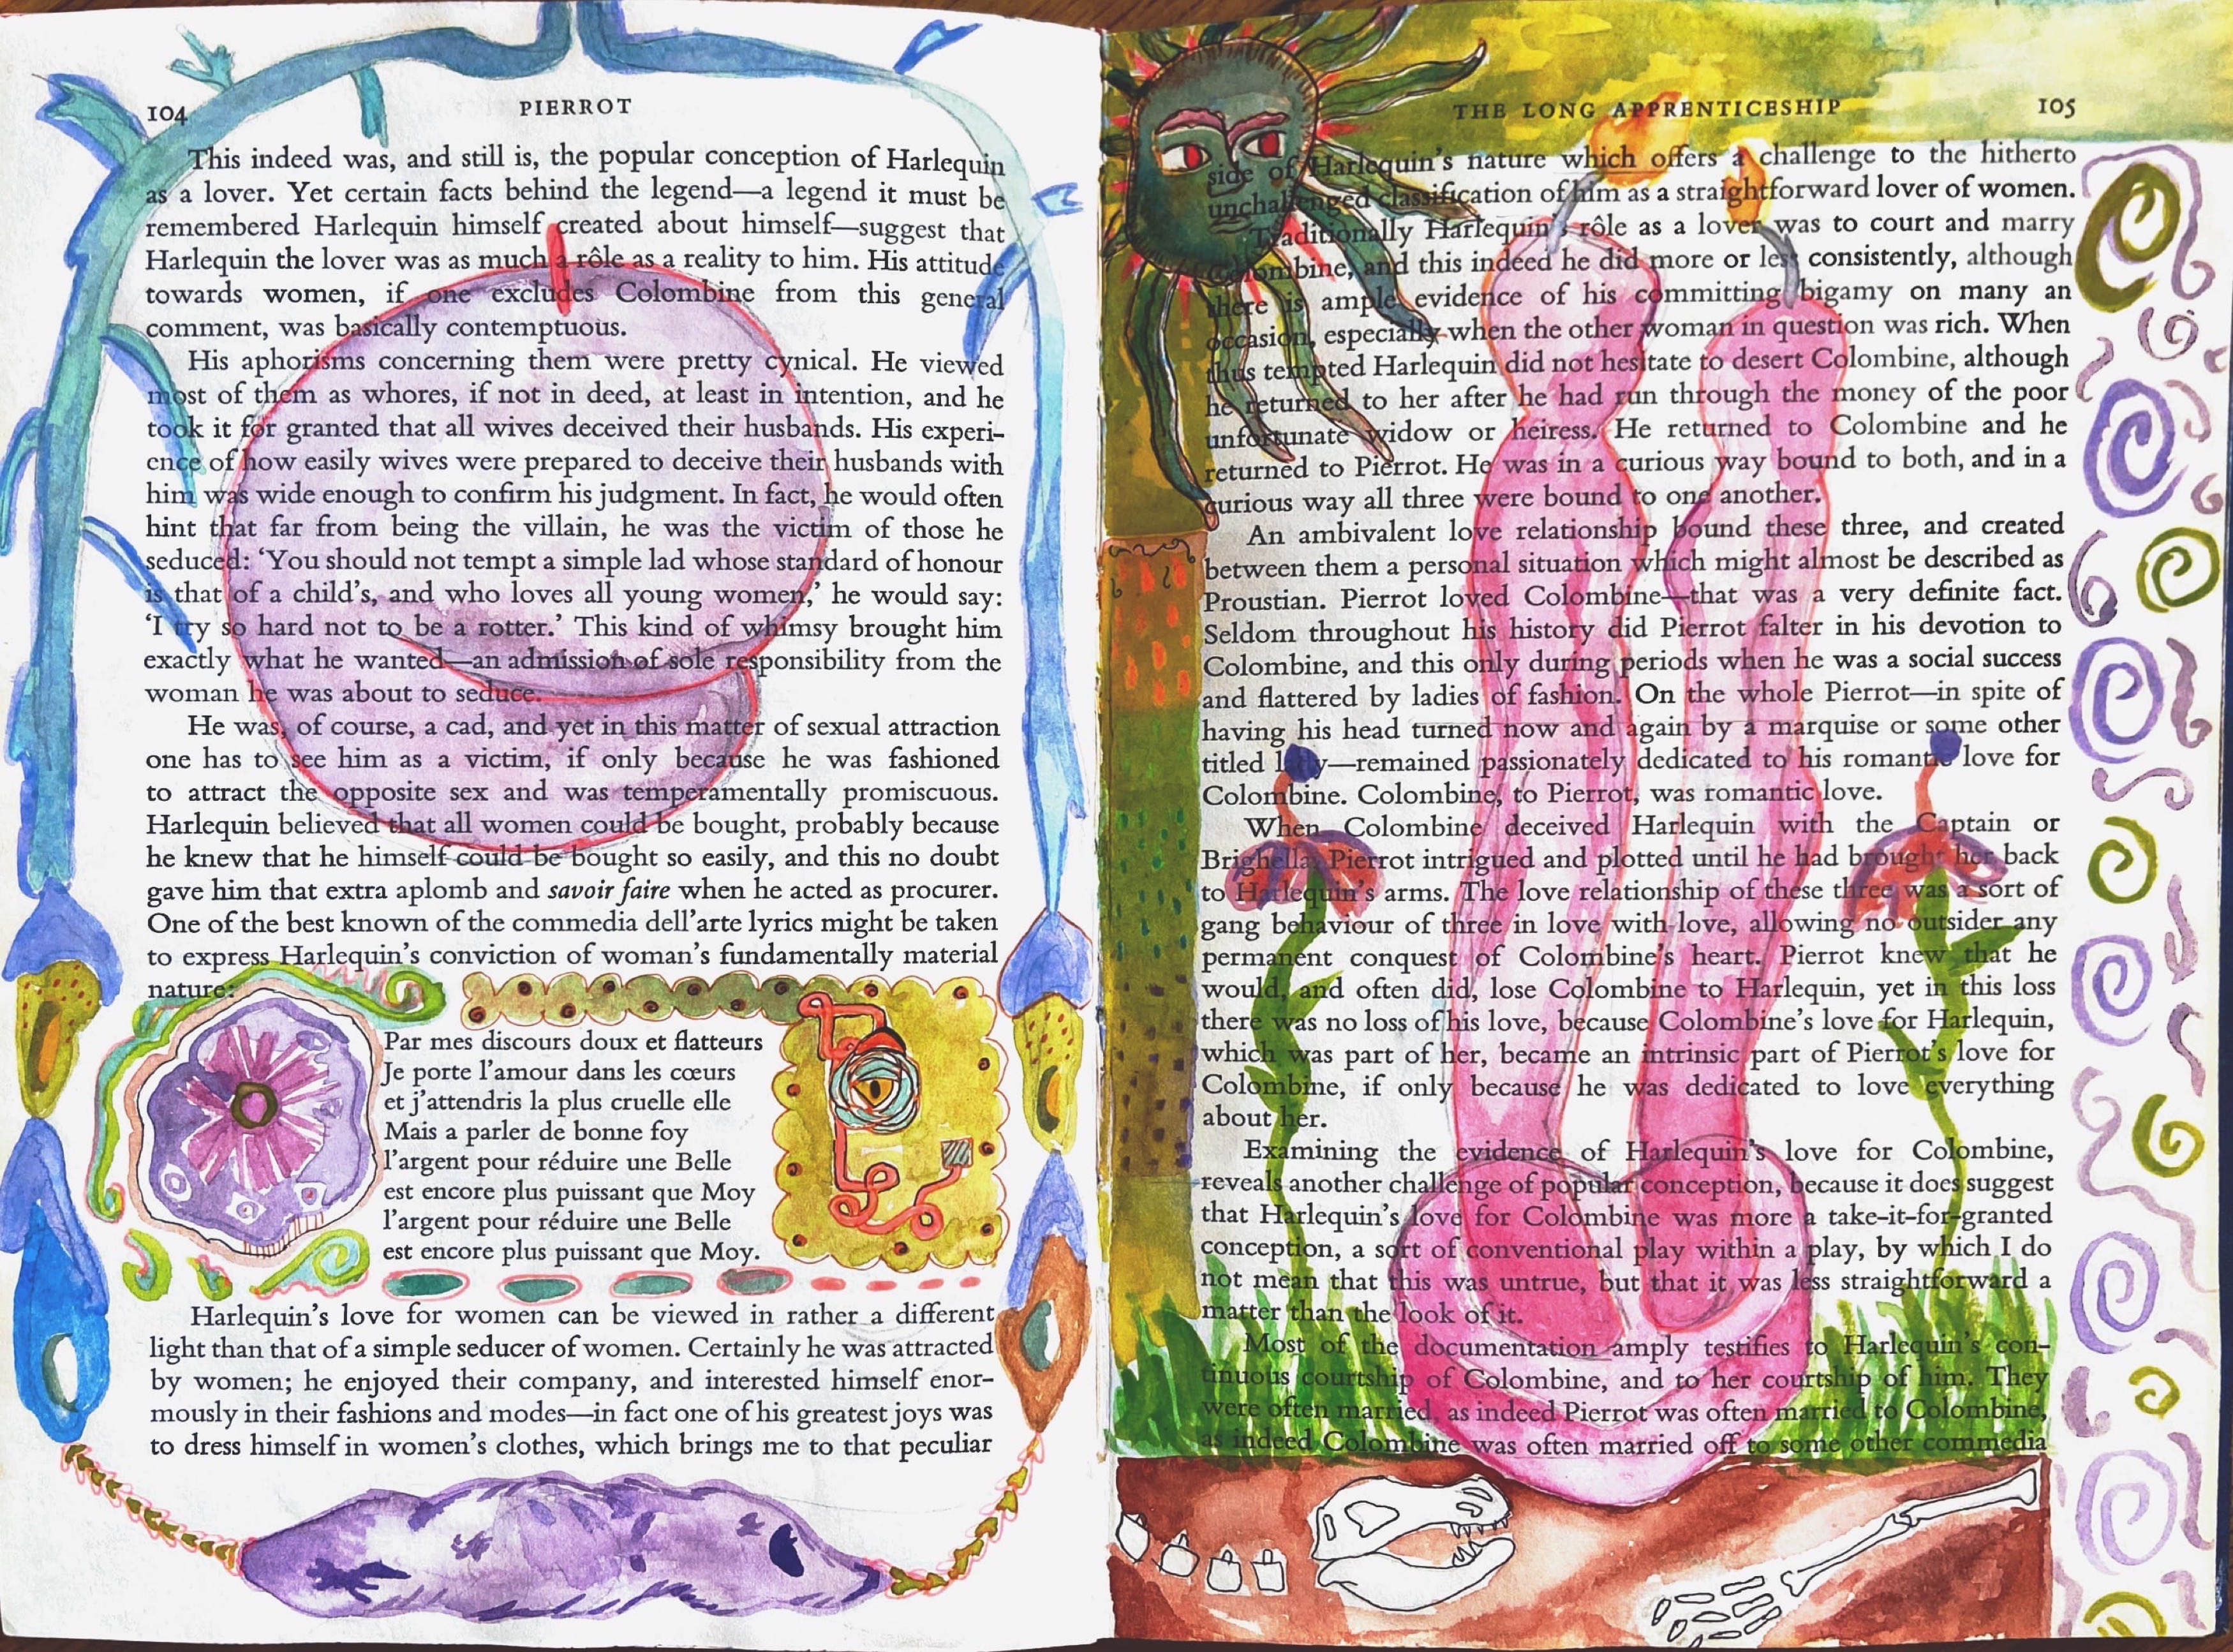 104
PIERROT
This indeed was, and still is, the popular conception of Harlequin
as a lover. Yet certain facts behind the legend—a legend it must be
remembered Harlequin himself created about himself—suggest that
Harlequin the lover was as much a rôle as a reality to him. His attitude
towards women, if one excludes Colombine from this general
comment, was basically contemptuous.
His aphorisms concerning them were pretty cynical. He viewed
most of them as whores, if not in deed, at least in intention, and he
took it for granted that all wives deceived their husbands. His experi-
ence of how easily wives were prepared to deceive their husbands with
him was wide enough to confirm his judgment. In fact, he would often
hint that far from being the villain, he was the victim of those he
seduced: ‘You should not tempt a simple lad whose standard of honour
is that of a child’s, and who loves all young women,’ he would say:
‘I try so hard not to be a rotter.’ This kind of whimsy brought him
exactly what he wanted—an admission of sole responsibility from the
woman he was about to seduce.
He was, of course, a cad, and yet in this matter of sexual attraction
one has to see him as a victim, if only because he was fashioned
to attract the opposite sex and was temperamentally promiscuous.
Harlequin believed that all women could be bought, probably because
he knew that he himself could be bought so easily, and this no doubt
gave him that extra aplomb and savoir faire when he acted as procurer.
One of the best known of the commedia dell’arte lyrics might be taken
to express Harlequin’s conviction of woman’s fundamentally material
nature:
Par mes discours doux et flatteurs
Je porte l’amour dans les cœurs
et j’attendris la plus cruelle elle
Mais a parler de bonne foy
l’argent pour réduire une Belle
est encore plus puissant que Moy
l’argent pour réduire une Belle
est encore plus puissant que Moy.
Harlequin’s love for women can be viewed in rather a different
light than that of a simple seducer of women. Certainly he was attracted
by women; he enjoyed their company, and interested himself enor-
mously in their fashions and modes—in fact one of his greatest joys was
to dress himself in women’s clothes, which brings me to that peculiar
THE LONG APPRENTICESHIP
105
side of Harlequin’s nature which offers a challenge to the hitherto
unchallenged classification of him as a straightforward lover of women.
Traditionally Harlequin’s rôle as a lover was to court and marry
Colombine, and this indeed he did more or less consistently, although
there is ample evidence of his committing bigamy on many an
occasion, especially when the other woman in question was rich. When
thus tempted Harlequin did not hesitate to desert Colombine, although
he returned to her after he had run through the money of the poor
unfortunate widow or heiress. He returned to Colombine and he
returned to Pierrot. He was in a curious way bound to both, and in a
curious way all three were bound to one another.
An ambivalent love relationship bound these three, and created
between them a personal situation which might almost be described as
Proustian. Pierrot loved Colombine—that was a very definite fact.
Seldom throughout his history did Pierrot falter in his devotion to
Colombine, and this only during periods when he was a social success
and flattered by ladies of fashion. On the whole Pierrot—in spite of
having his head turned now and again by a marquise or some other
titled lady—remained passionately dedicated to his romantic love for
Colombine. Colombine, to Pierrot, was romantic love.
When Colombine deceived Harlequin with the Captain or
Brighella, Pierrot intrigued and plotted until he had brought her back
to Harlequin’s arms. The love relationship of these three was a sort of
gang behaviour of three in love with love, allowing no outsider any
permanent conquest of Colombine’s heart. Pierrot knew that he
would, and often did, lose Colombine to Harlequin, yet in this loss
there was no loss of his love, because Colombine’s love for Harlequin,
which was part of her, became an intrinsic part of Pierrot’s love for
Colombine, if only because he was dedicated to love everything
about her.
Examining the evidence of Harlequin’s love for Colombine,
reveals another challenge of popular conception, because it does suggest
that Harlequin’s love for Colombine was more a take-it-for-granted
conception, a sort of conventional play within a play, by which I do
not mean that this was untrue, but that it was less straightforward a
matter than the look of it.
Most of the documentation amply testifies to Harlequin’s con-
tinuous courtship of Colombine, and to her courtship of him. They
were often married, as indeed Pierrot was often married to Colombine,
as indeed Colombine was often married off to some other commedia